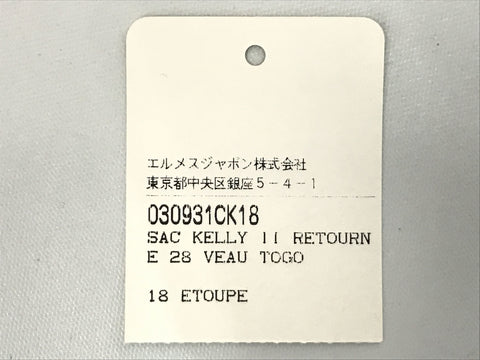 エルメスジャポン株式会社
東京都中央区銀座5-4-1
030931CK18
SAC KELLY II RETOURN
E 28 VEAU TOGO
18 ETOUPE